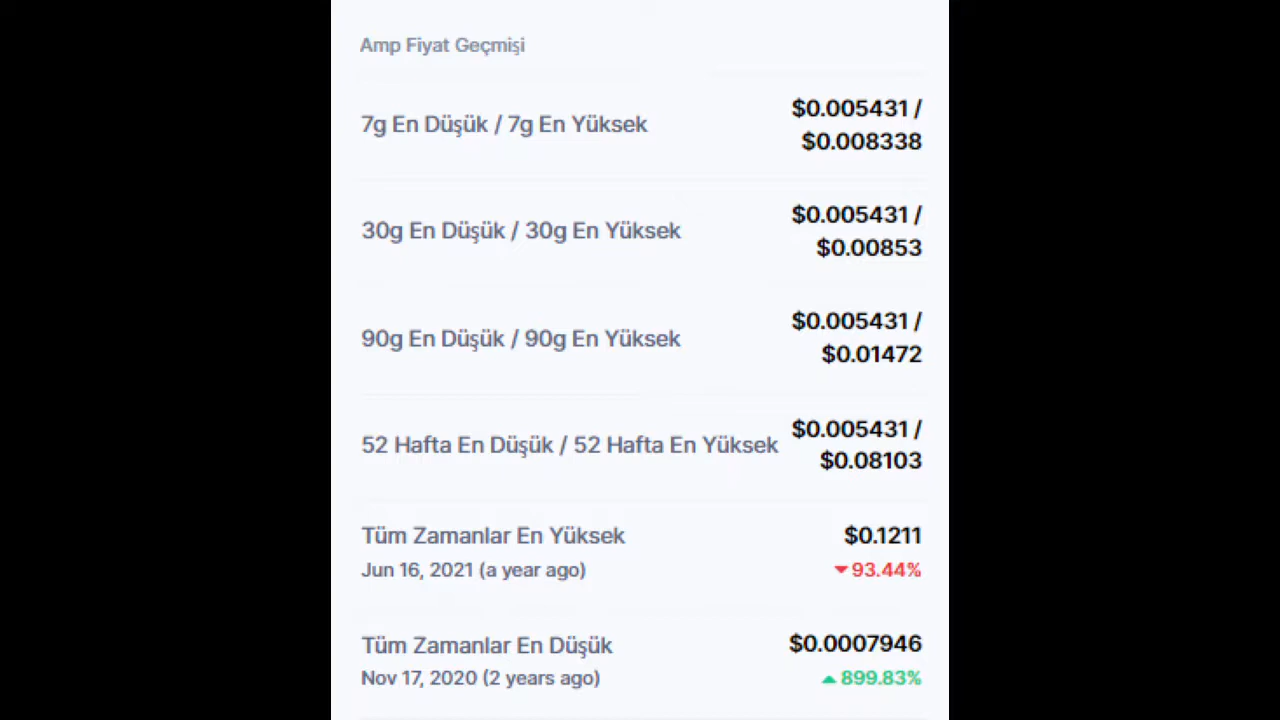 Amp Fiyat Geçmişi
7g En Düşük / 7g En Yüksek
$0.005431 /
$0.008338
30g En Düşük / 30g En Yüksek
$0.005431 /
$0.00853
90g En Düşük / 90g En Yüksek
$0.005431 /
$0.01472
52 Hafta En Düşük / 52 Hafta En Yüksek
$0.005431 /
$0.08103
Tüm Zamanlar En Yüksek
$0.1211
Jun 16, 2021 (a year ago)
93.44%
Tüm Zamanlar En Düşük
$0.0007946
Nov 17, 2020 (2 years ago)
899.83%